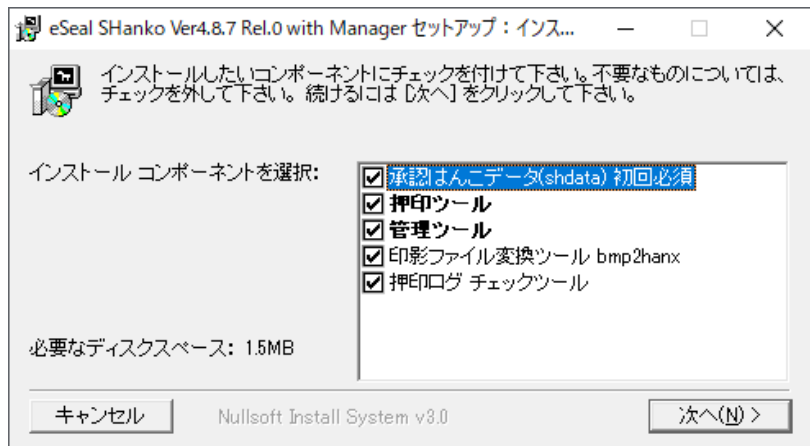 eSeal SHanko Ver4.8.7 Rel.0 with Manager セットアップ：インス...
インストールしたいコンポーネントにチェックを付けて下さい。不要なものについては、
チェックを外して下さい。 続けるには [次へ] をクリックして下さい。
インストール コンポーネントを選択:
承認はんこデータ(shdata) 初回必須
押印ツール
管理ツール
印影ファイル変換ツール bmp2hanx
押印ログ チェックツール
必要なディスクスペース: 1.5MB
キャンセル
Nullsoft Install System v3.0
次へ(N) >